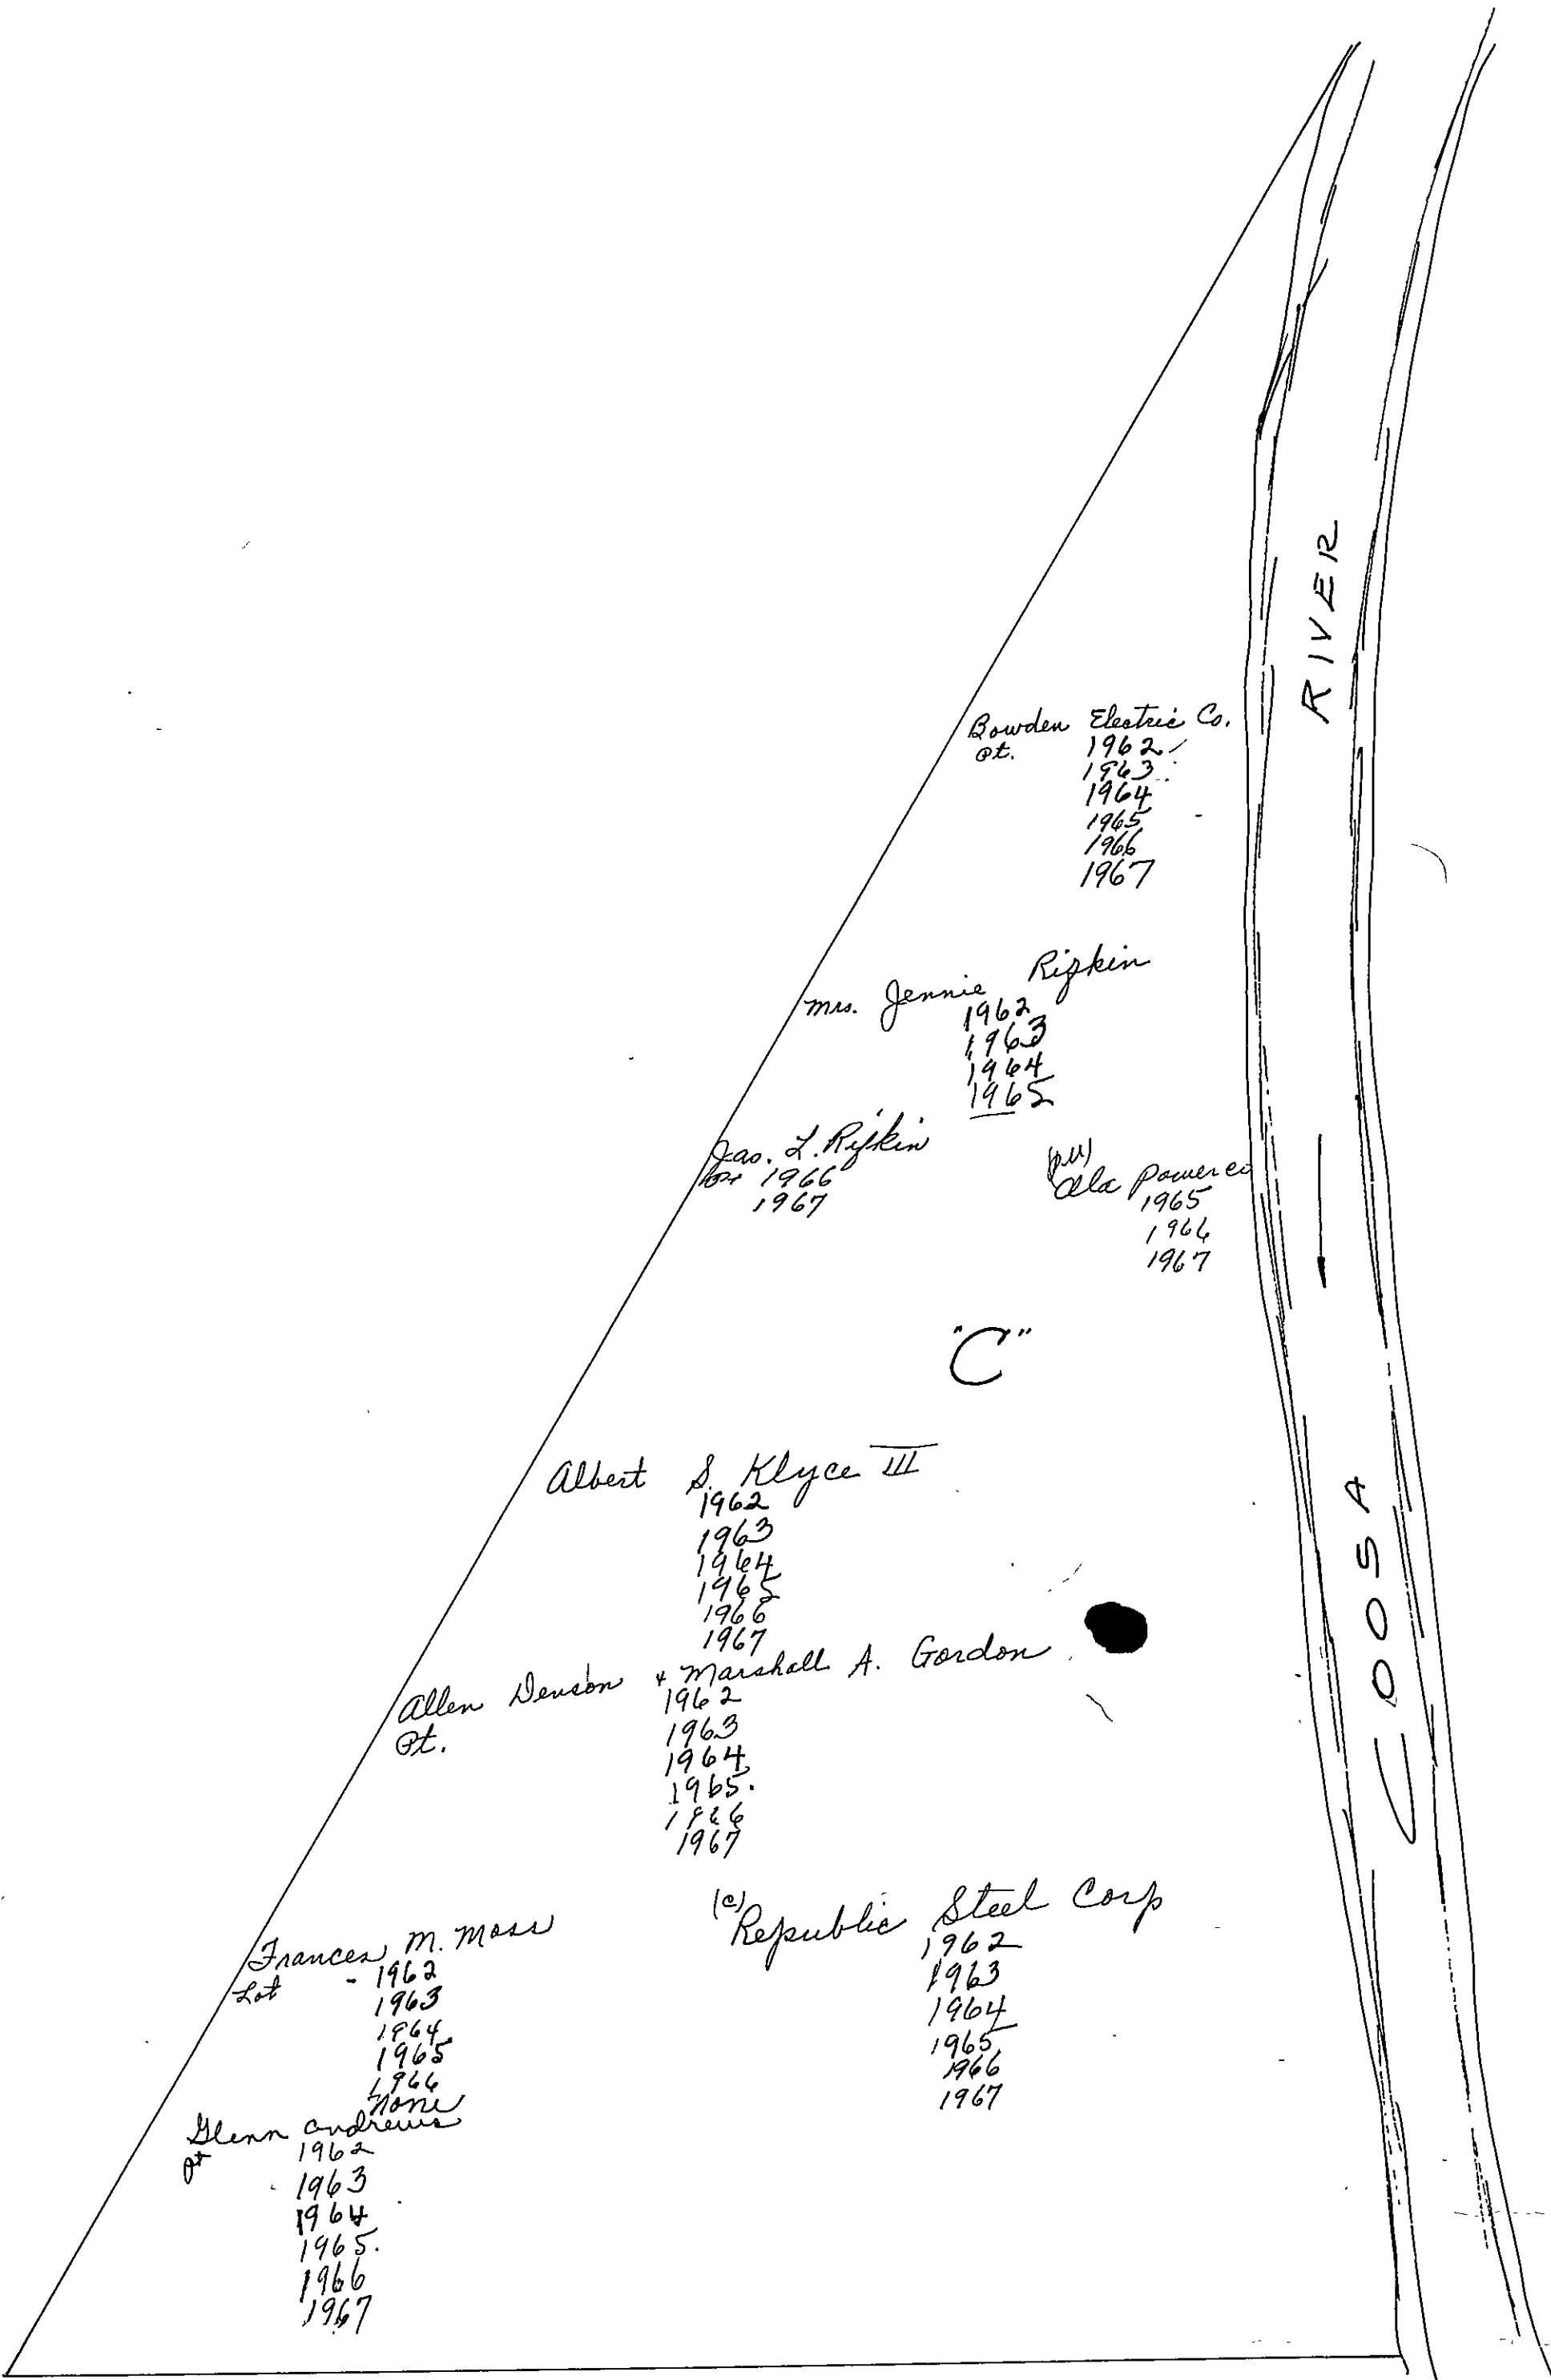 RIVER
Bowden Electric Co.
Pt. 1962
1963
1964
1965
1966
1967
Mrs. Jennie Rifkin
1962
1963
1964
1965
Jas. L. Rifkin
1966
1967
Ala Power co
1965
1966
1967
"C"
COOSA
Albert S. Klyce III
1962
1963
1964
1965
1966
1967
Allen Denson + Marshall A. Gordon
Pt.
1962
1963
1964
1965.
1966
1967
(C) Republic Steel Corp
1962
1963
1964
1965
1966
1967
Frances M. Moss
Lot - 1962
1963
1964
1965
1966
None
Glenn Andrews
Pt 1962
1963
1964
1965.
1966
1967